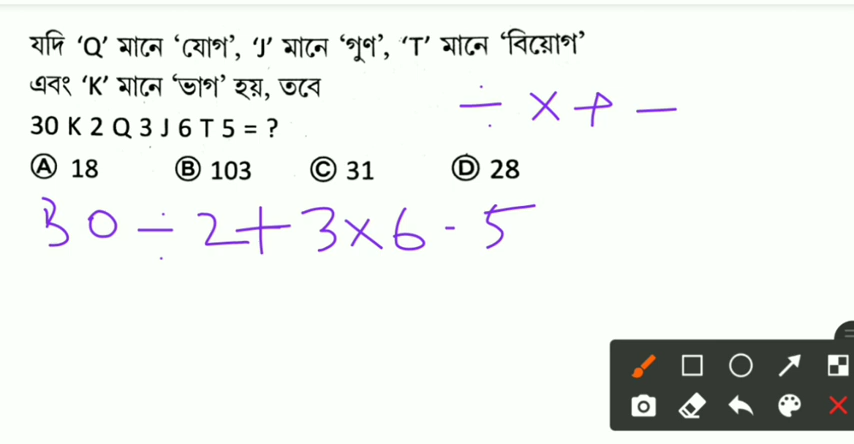 যদি ‘Q’ মানে ‘যোগ’, ‘J’ মানে ‘গুণ’, ‘T’ মানে ‘বিয়োগ’
এবং ‘K’ মানে ‘ভাগ’ হয়, তবে
÷ × + −
30 K 2 Q 3 J 6 T 5 = ?
Ⓐ 18 Ⓑ 103 Ⓒ 31 Ⓓ 28
30 ÷ 2 + 3 × 6 - 5